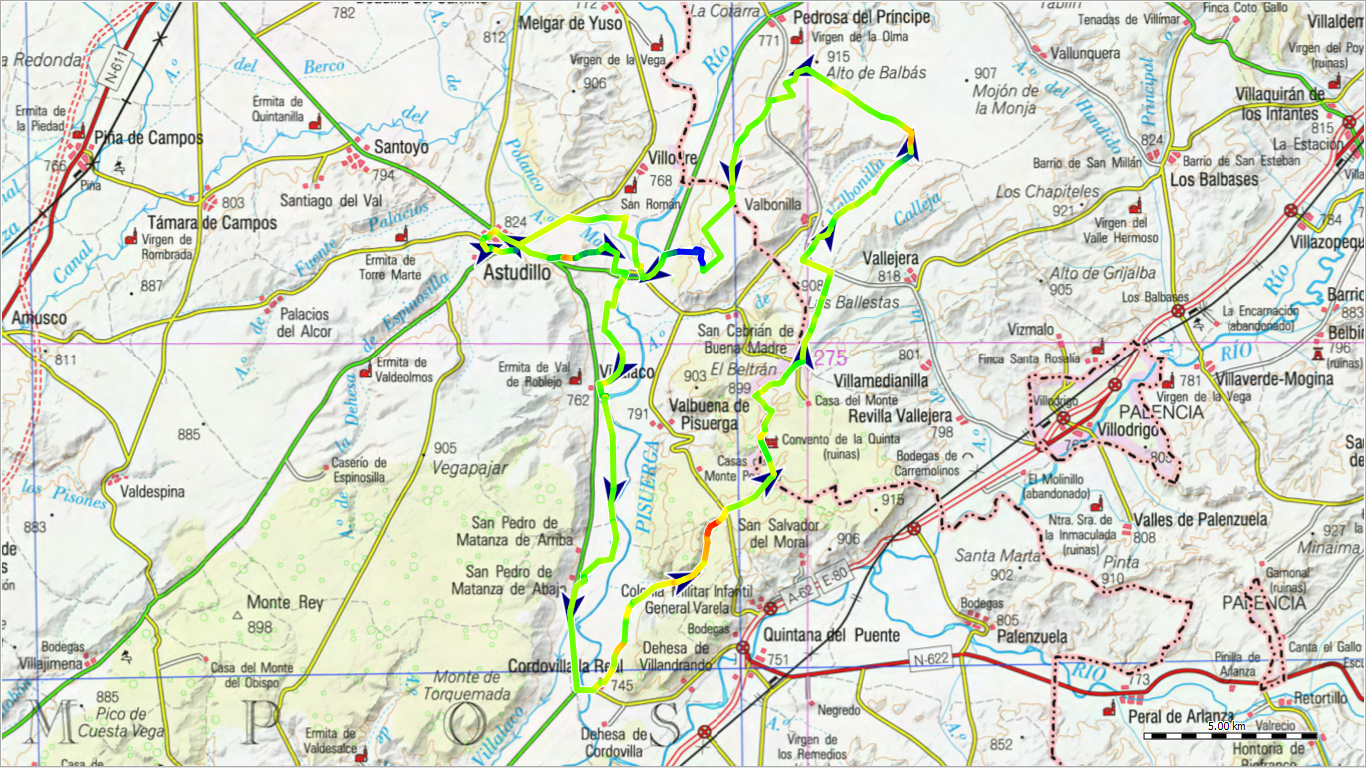 782
Melgar de Yuso
La Cotarra
Pedrosa del Príncipe
Virgen de la Olma
771
Tenadas de Villímar
Finca Coto Gallo
812
Virgen de la Vega
906
RÍO
915
Alto de Balbás
907
Mojón de
la Monja
Vallunquera
Virgen del Poy
(ruinas)
a Redonda
N-611
A.º
del
Berco
de
A.º del Hundido
Principal
Villaquirán de
los Infantes
815
La Estación
Ermita de
la Piedad
Ermita de
Quintanilla
del
Piña de Campos
766
Piña
Santoyo
794
Polanco
768
San Román
824
Barrio de San Milán
Barrio de San Esteban
Los Balbases
Santiago del Val
803
Támara de Campos
Virgen de
Rombrada
Palacios
Fuente
de
A.º
824
A.º
Valbonilla
Valbonilla
Calleja
Los Chapiteles
921
Virgen del
Valle Hermoso
784
Canal
Ermita de
Torre Marte
Astudillo
Vallejera
818
Alto de Grijalba
905
887
Palacios
del Alcor
Espinosilla
de
A.º
908
Las Ballestas
Los Balbases
La Encarnación
(abandonado)
Río
883
Amusco
San Cebrián de
Buena Madre
El Beltrán
899
275
Vizmalo
Finca Santa Rosalía
RÍO
796
(ruinas)
811
Ermita de
Valdeolmos
Ermita de Val
de Roblejo
762
903
801
Villamedianilla
Casa del Monte
781
Virgen de la Vega
Villaverde-Mogina
885
la Dehesa
de
A.º
791
Valbuena de
Pisuerga
Revilla Vallejera
798
Villodrigo
PALENCIA
Villodrigo
905
Vegapajar
Caserío de
Espinosilla
PISUERGA
Convento de la Quinta
(ruinas)
Bodegas de
Carremolinos
los Pisones
Valdespina
El Molinillo
(abandonado)
883
San Pedro de
Matanza de Arriba
San Salvador
del Moral
915
906
Ntra. Sra. de
la Inmaculada
(ruinas)
Valles de Palenzuela
808
927
Minaima
San Pedro de
Matanza de Abajo
Santa Marta
902
Pinta
910
Gamonal
(ruinas)
Monte Rey
898
Colonia Militar Infantil
General Varela
A-62 - E-80
PALENCIA
Bodegas
Villajimena
Bodegas
Quintana del Puente
Bodegas
805
Palenzuela
Casa del Monte
del Obispo
Cordovilla la Real
745
Dehesa de
Villandrando
751
N-622
RÍO
773
Pinilla de
Arlanza
Canta el Gallo
Retortillo
885
Pico de
Cuesta Vega
Monte de
Torquemada
Negredo
Peral de Arlanza
Valrecio
M P O S
Ermita de
Valdesalce
Villalaco
Dehesa de
Cordovilla
Virgen de
los Remedios
852
5.00 km
Hontoria de